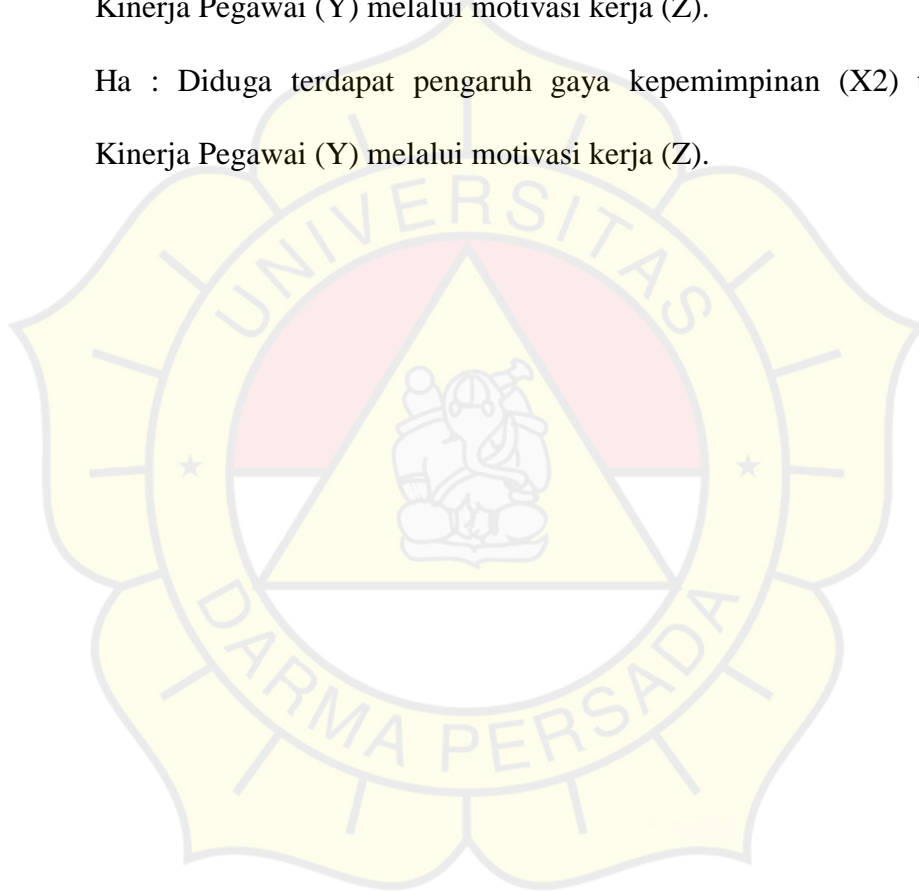 Kinerja Pegawai (Y) melalui motivasi kerja (Z).
Ha : Diduga terdapat pengaruh gaya kepemimpinan (X2)
Kinerja Pegawai (Y) melalui motivasi kerja (Z).
UNIVERSITAS
DARMA PERSADA